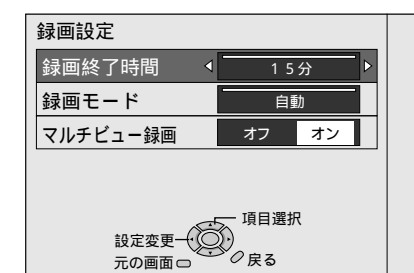 録画設定
録画終了時間 15分
録画モード 自動
マルチビュー録画 オフ オン
項目選択
設定変更
元の画面 戻る